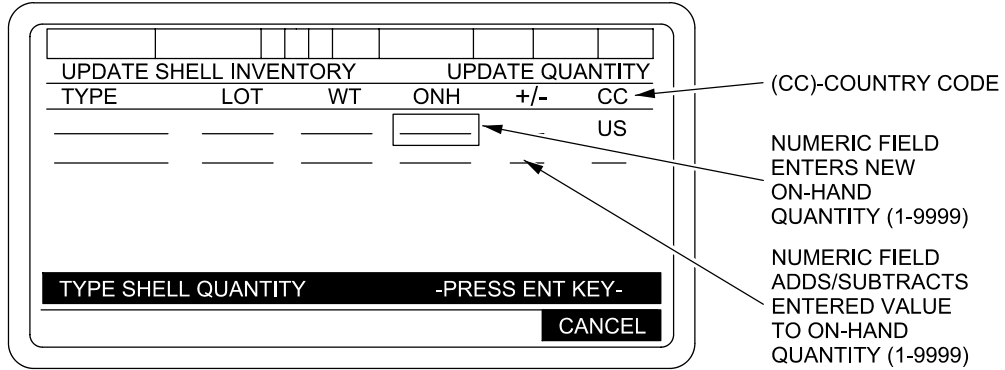 UPDATE SHELL INVENTORY UPDATE QUANTITY
TYPE LOT WT ONH +/- CC
US
TYPE SHELL QUANTITY -PRESS ENT KEY-
CANCEL
(CC)-COUNTRY CODE
NUMERIC FIELD
ENTERS NEW
ON-HAND
QUANTITY (1-9999)
NUMERIC FIELD
ADDS/SUBTRACTS
ENTERED VALUE
TO ON-HAND
QUANTITY (1-9999)